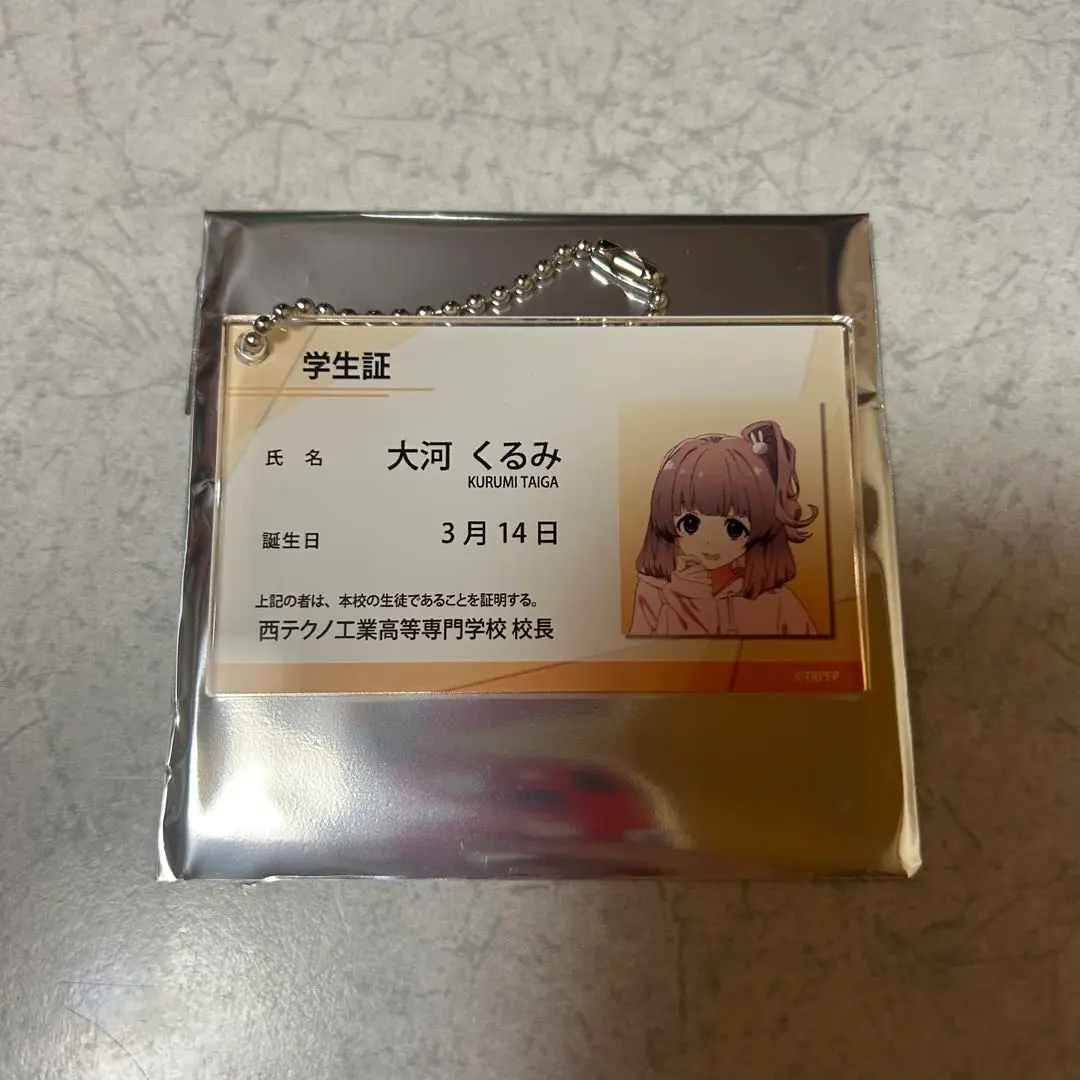 学生証
氏 名 大河 くるみ
KURUMI TAIGA
誕生日 3月14日
上記の者は、本校の生徒であることを証明する。
西テクノ工業高等専門学校 校長
©TRPFP